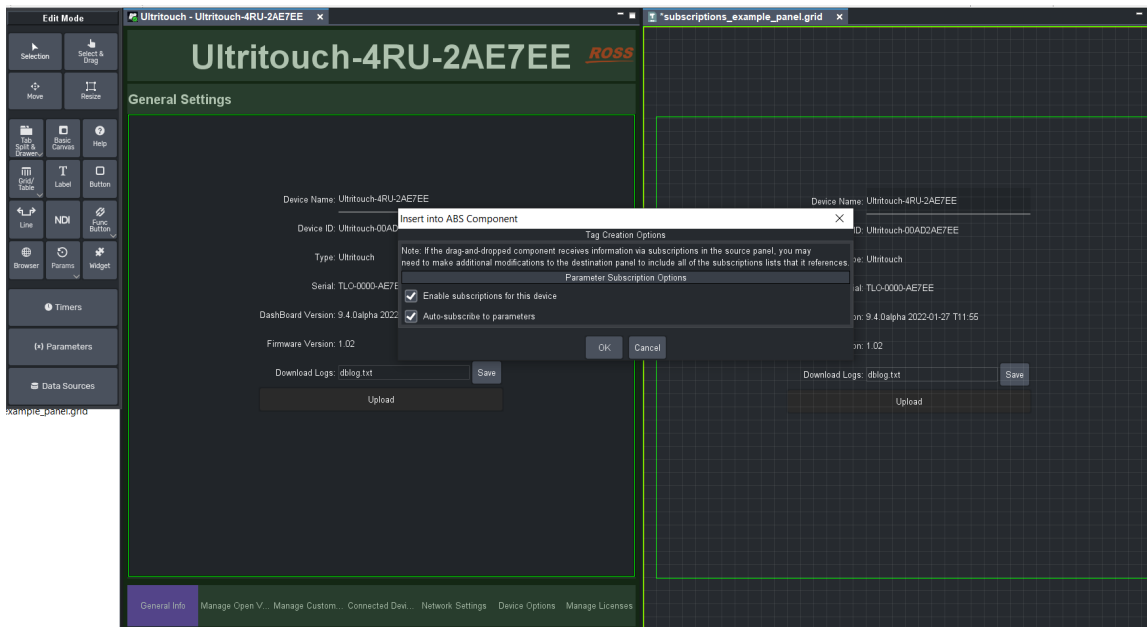 Edit Mode
Selection
Select & Drag
Move
Resize
Tab Split & Drawer
Basic Canvas
Help
Grid/ Table
Label
Button
Line
NDI
Func Button
Browser
Params
Widget
Timers
(x) Parameters
Data Sources
example_panel.grid
Ultritouch - Ultritouch-4RU-2AE7EE
Ultritouch-4RU-2AE7EE
ROSS
General Settings
Device Name: Ultritouch-4RU-2AE7EE
Device ID: Ultritouch-00AD
Type: Ultritouch
Serial: TLO-0000-AE7E
DashBoard Version: 9.4.0alpha 2022
Firmware Version: 1.02
Download Logs: dblog.txt Save
Upload
General Info Manage Open V... Manage Custom... Connected Devi... Network Settings Device Options Manage Licenses
Insert into ABS Component
Tag Creation Options
Note: If the drag-and-dropped component receives information via subscriptions in the source panel, you may
need to make additional modifications to the destination panel to include all of the subscriptions lists that it references.
Parameter Subscription Options
Enable subscriptions for this device
Auto-subscribe to parameters
OK Cancel
*subscriptions_example_panel.grid
Device Name: Ultritouch-4RU-2AE7EE
ID: Ultritouch-00AD2AE7EE
pe: Ultritouch
al: TLO-0000-AE7EE
on: 9.4.0alpha 2022-01-27 T11:55
on: 1.02
Download Logs: dblog.txt Save
Upload